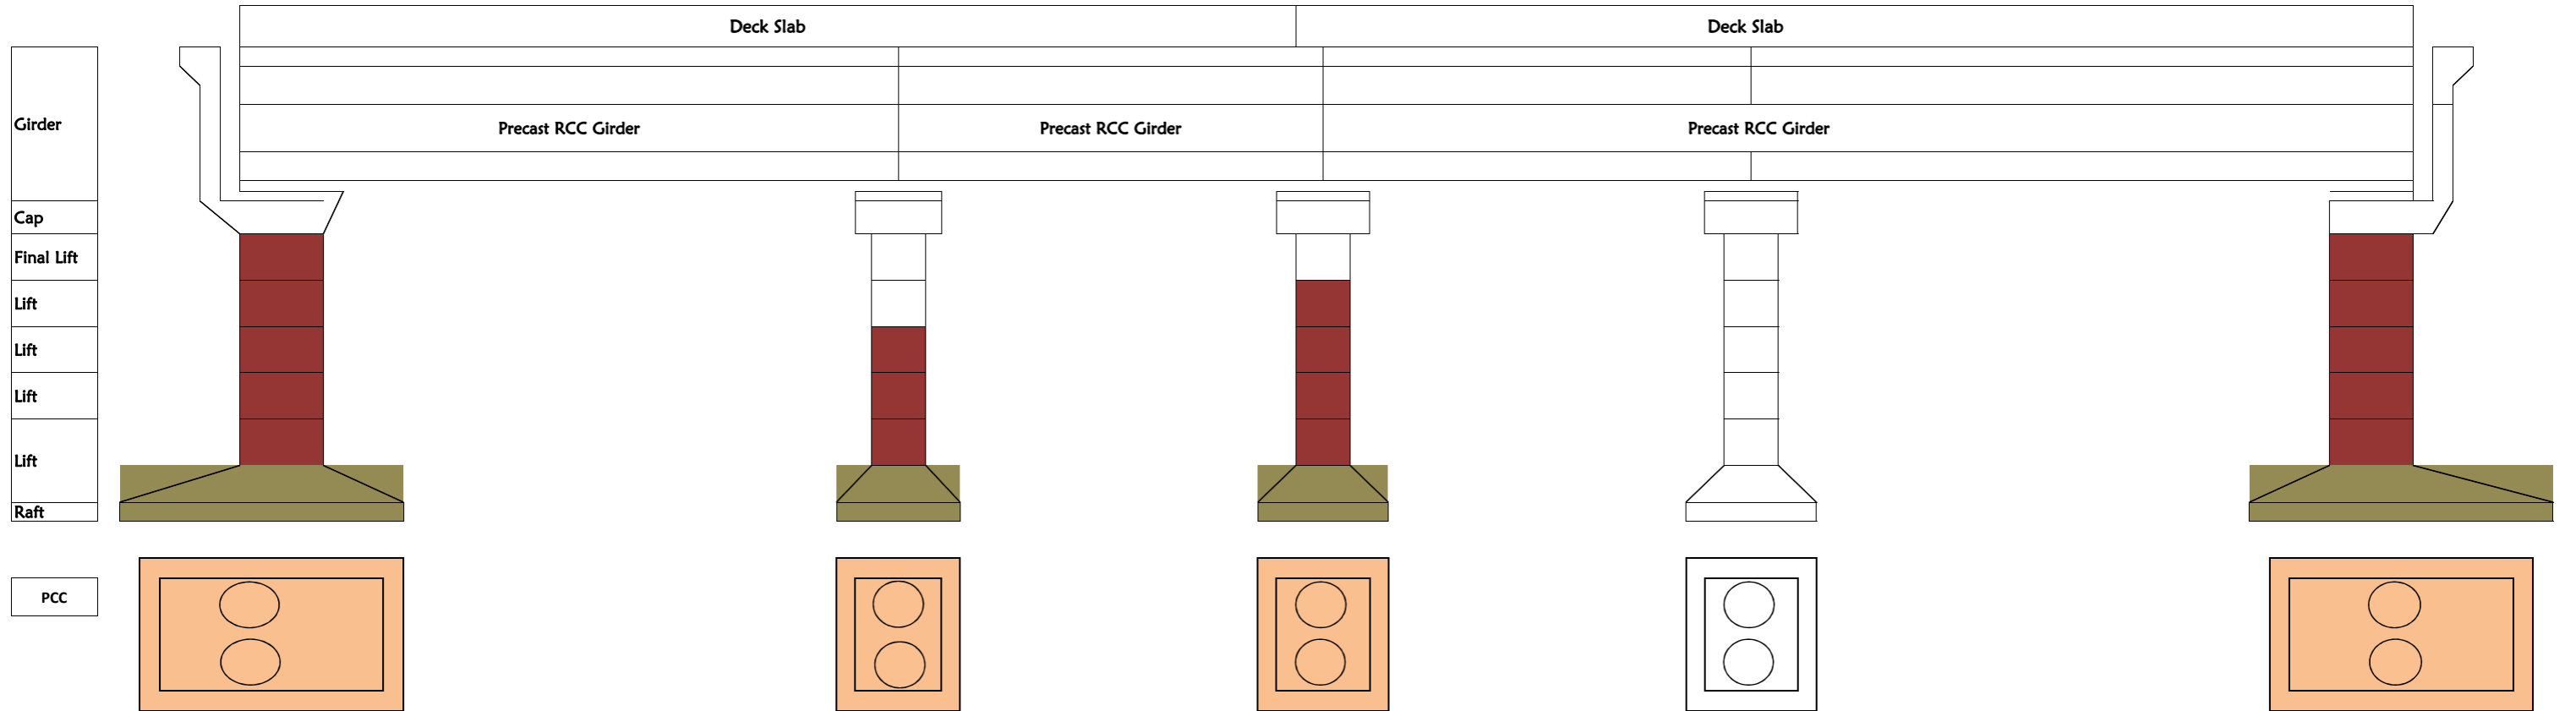 Deck Slab Deck Slab
Girder
Precast RCC Girder Precast RCC Girder Precast RCC Girder
Cap
Final Lift
Lift
Lift
Lift
Lift
Raft
PCC